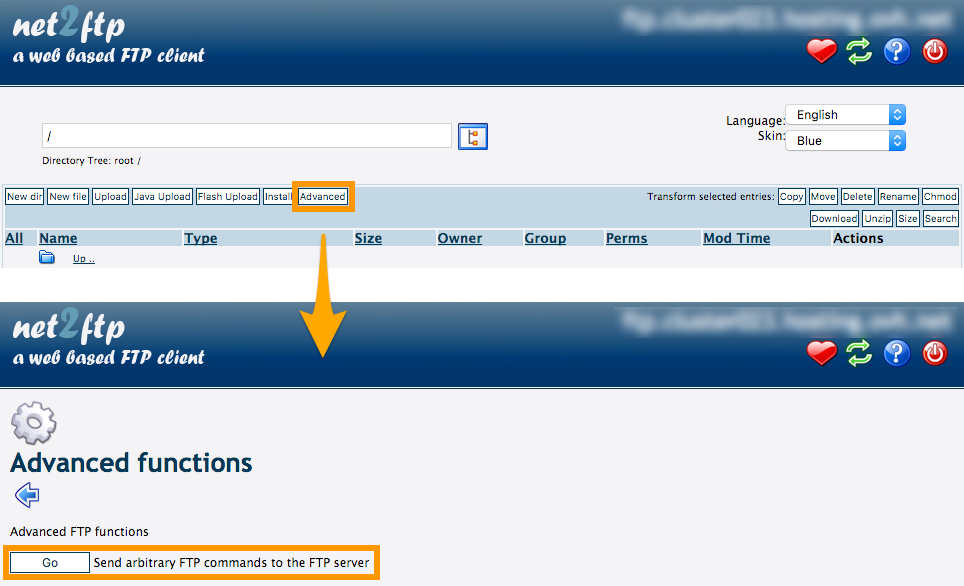 net2ftp
a web based FTP client
/
Language: English
Skin: Blue
Directory Tree: root /
New dir New file Upload Java Upload Flash Upload Install Advanced Transform selected entries: Copy Move Delete Rename Chmod
Download Unzip Size Search
All Name Type Size Owner Group Perms Mod Time Actions
Up ..
net2ftp
a web based FTP client
Advanced functions
Advanced FTP functions
Go Send arbitrary FTP commands to the FTP server